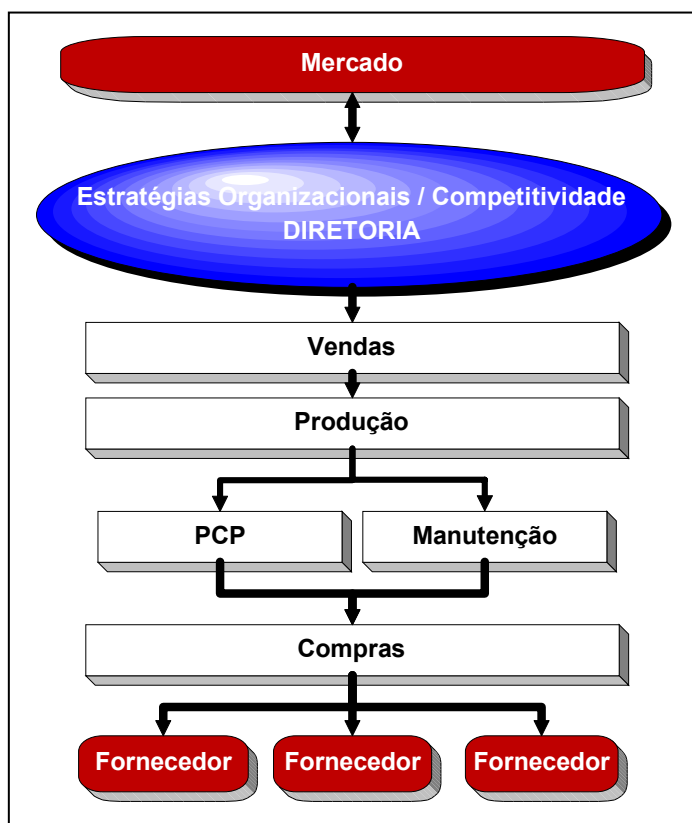 Mercado
Estratégias Organizacionais / Competitividade
DIRETORIA
Vendas
Produção
PCP
Manutenção
Compras
Fornecedor
Fornecedor
Fornecedor